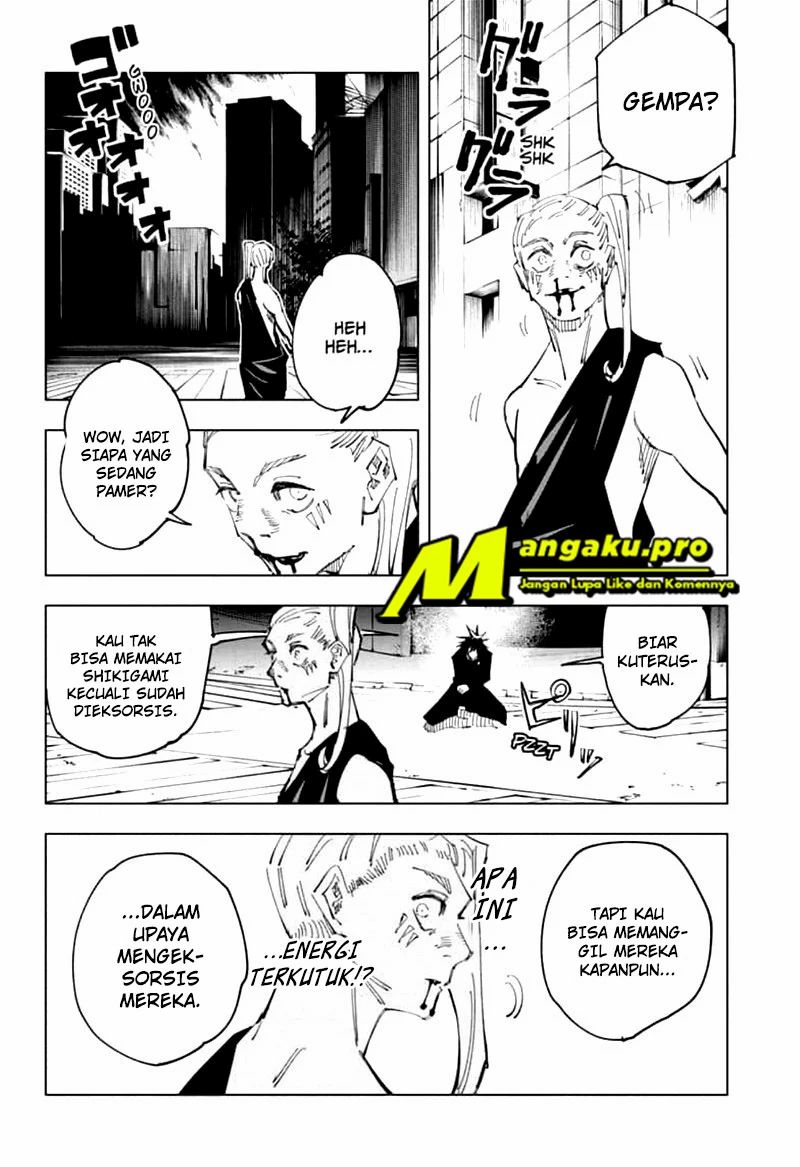 GEMPA?
グラ
グラ
SHK
SHK
ゴオオオオオ
GWOOO
HEH
HEH...
WOW, JADI
SIAPA YANG
SEDANG
PAMER?
Mangaku.pro
Jangan Lupa Like dan Komennya
BIAR
KUTERUS-
KAN.
ピリッ
PZZT
KAU TAK
BISA MEMAKAI
SHIKIGAMI
KECUALI SUDAH
DIEKSORSIS.
TAPI KAU
BISA MEMANG-
GIL MEREKA
KAPANPUN...
APA
INI
...
...ENERGI
TERKUTUK!?
...DALAM
UPAYA
MENGEK-
SORSIS
MEREKA.